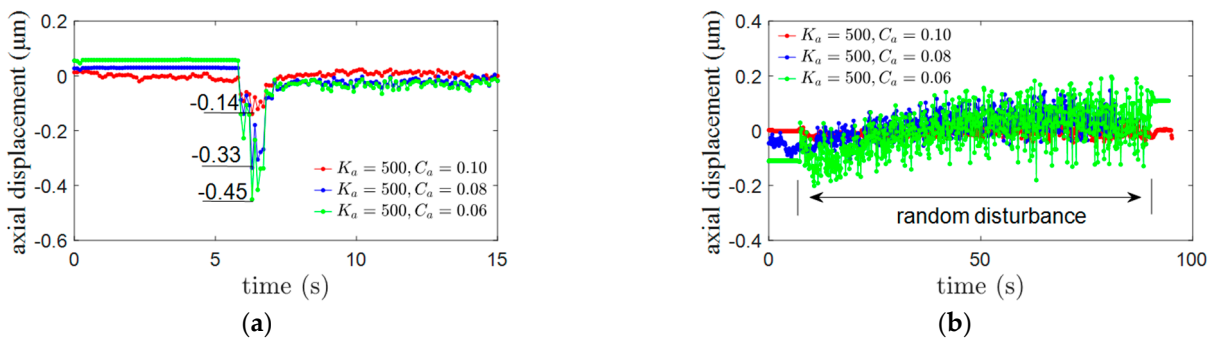 axial displacement (μm)
0.2
0
-0.2
-0.4
-0.6
-0.14
-0.33
-0.45
K_a = 500, C_a = 0.10
K_a = 500, C_a = 0.08
K_a = 500, C_a = 0.06
0
5
10
15
time (s)
(a)
axial displacement (μm)
0.4
0.2
0
-0.2
-0.4
K_a = 500, C_a = 0.10
K_a = 500, C_a = 0.08
K_a = 500, C_a = 0.06
random disturbance
0
50
100
time (s)
(b)